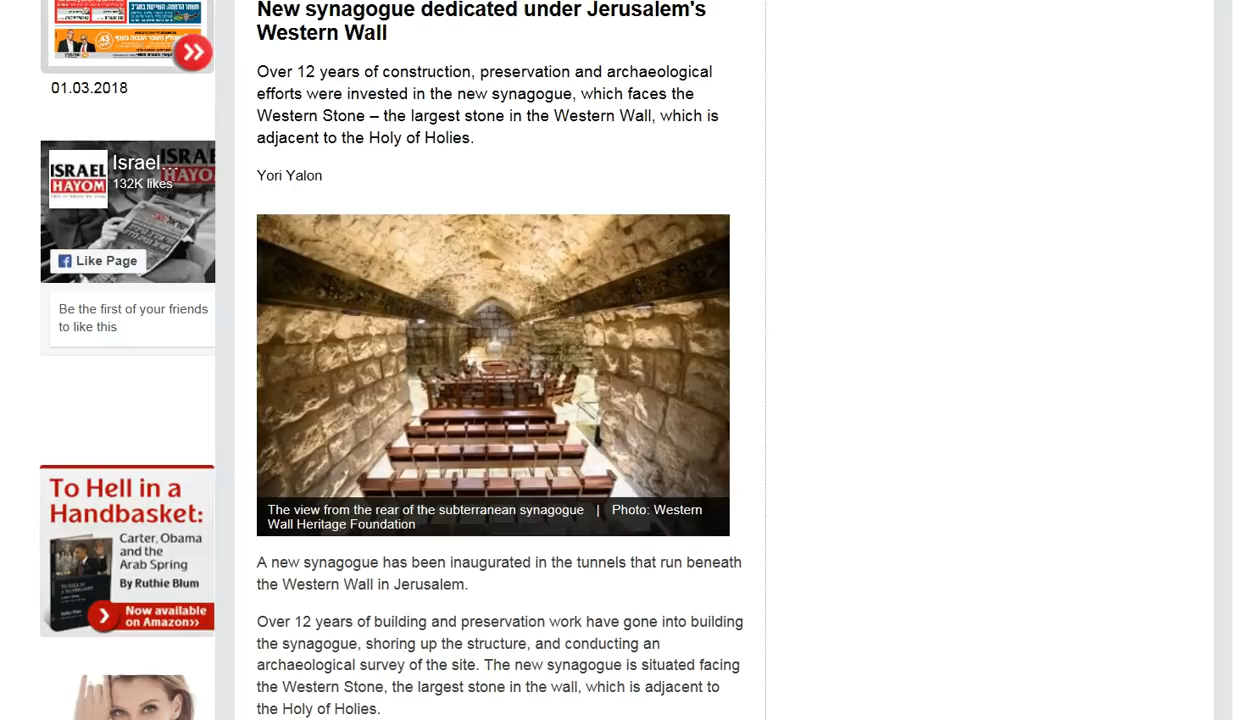 New synagogue dedicated under Jerusalem's
Western Wall
Over 12 years of construction, preservation and archaeological
efforts were invested in the new synagogue, which faces the
Western Stone – the largest stone in the Western Wall, which is
adjacent to the Holy of Holies.
Yori Yalon
The view from the rear of the subterranean synagogue | Photo: Western
Wall Heritage Foundation
A new synagogue has been inaugurated in the tunnels that run beneath
the Western Wall in Jerusalem.
Over 12 years of building and preservation work have gone into building
the synagogue, shoring up the structure, and conducting an
archaeological survey of the site. The new synagogue is situated facing
the Western Stone, the largest stone in the wall, which is adjacent to
the Holy of Holies.
01.03.2018
ISRAEL
HAYOM
Israel...
132K likes
Like Page
Be the first of your friends
to like this
To Hell in a
Handbasket:
Carter, Obama
and the
Arab Spring
By Ruthie Blum
Now available
on Amazon>>